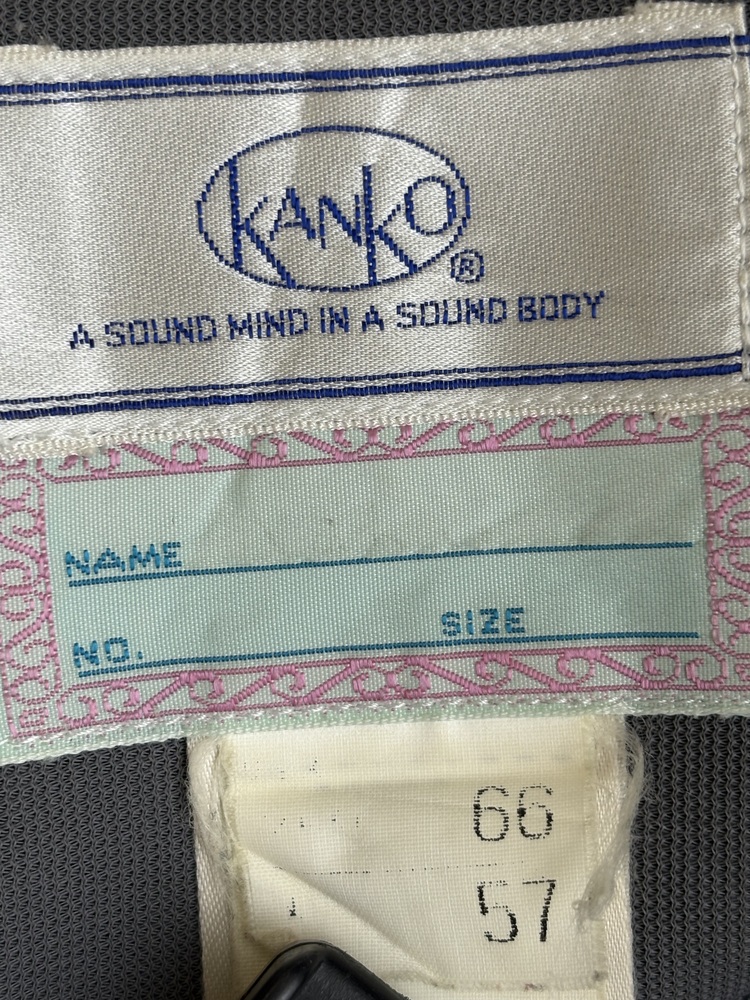 KANKO®
A SOUND MIND IN A SOUND BODY
NAME
NO. SIZE
66
57